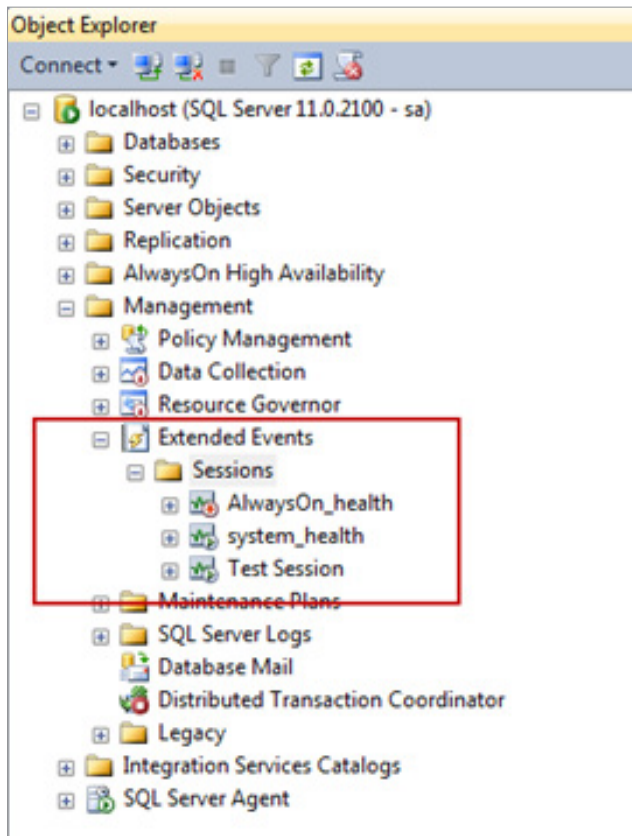 Object Explorer
Connect
localhost (SQL Server 11.0.2100 - sa)
Databases
Security
Server Objects
Replication
AlwaysOn High Availability
Management
Policy Management
Data Collection
Resource Governor
Extended Events
Sessions
AlwaysOn_health
system_health
Test Session
Maintenance Plans
SQL Server Logs
Database Mail
Distributed Transaction Coordinator
Legacy
Integration Services Catalogs
SQL Server Agent